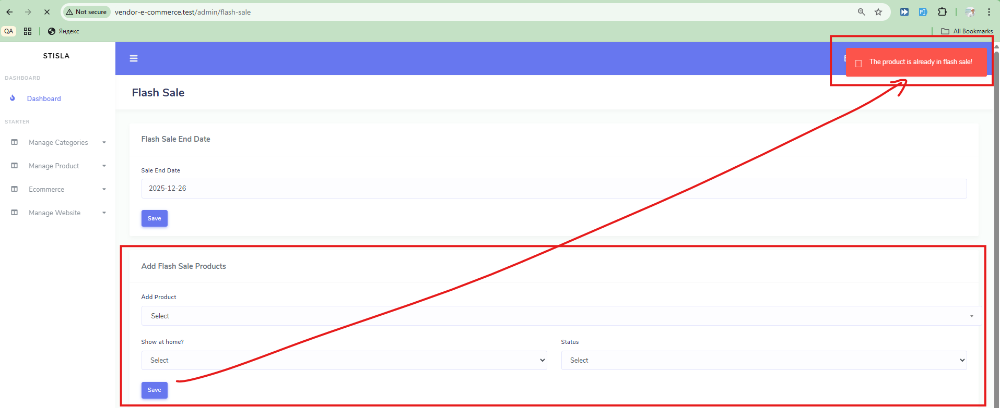 Not secure
vendor-e-commerce.test/admin/flash-sale
QA
Яндекс
All Bookmarks
STISLA
The product is already in flash sale!
DASHBOARD
Dashboard
STARTER
Manage Categories
Manage Product
Ecommerce
Manage Website
Flash Sale
Flash Sale End Date
Sale End Date
2025-12-26
Save
Add Flash Sale Products
Add Product
Select
Show at home?
Status
Select
Select
Save